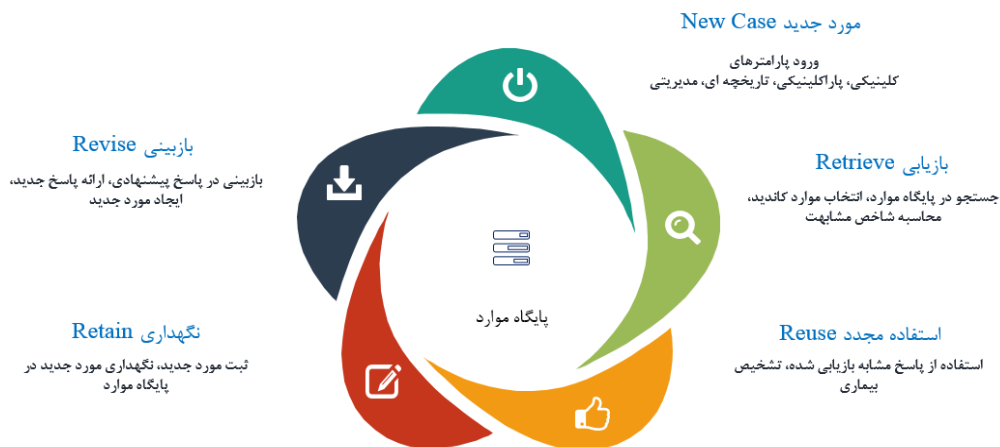 مورد جدید New Case
ورود پارامترهای
کلینیکی، پاراکلینیکی، تاریخچه ای، مدیریتی
بازیابی Retrieve
جستجو در پایگاه موارد، انتخاب موارد کاندید،
محاسبه شاخص مشابهت
استفاده مجدد Reuse
استفاده از پاسخ مشابه بازیابی شده، تشخیص
بیماری
نگهداری Retain
ثبت مورد جدید، نگهداری مورد جدید در
پایگاه موارد
بازبینی Revise
بازبینی در پاسخ پیشنهادی، ارائه پاسخ جدید،
ایجاد مورد جدید
پایگاه موارد